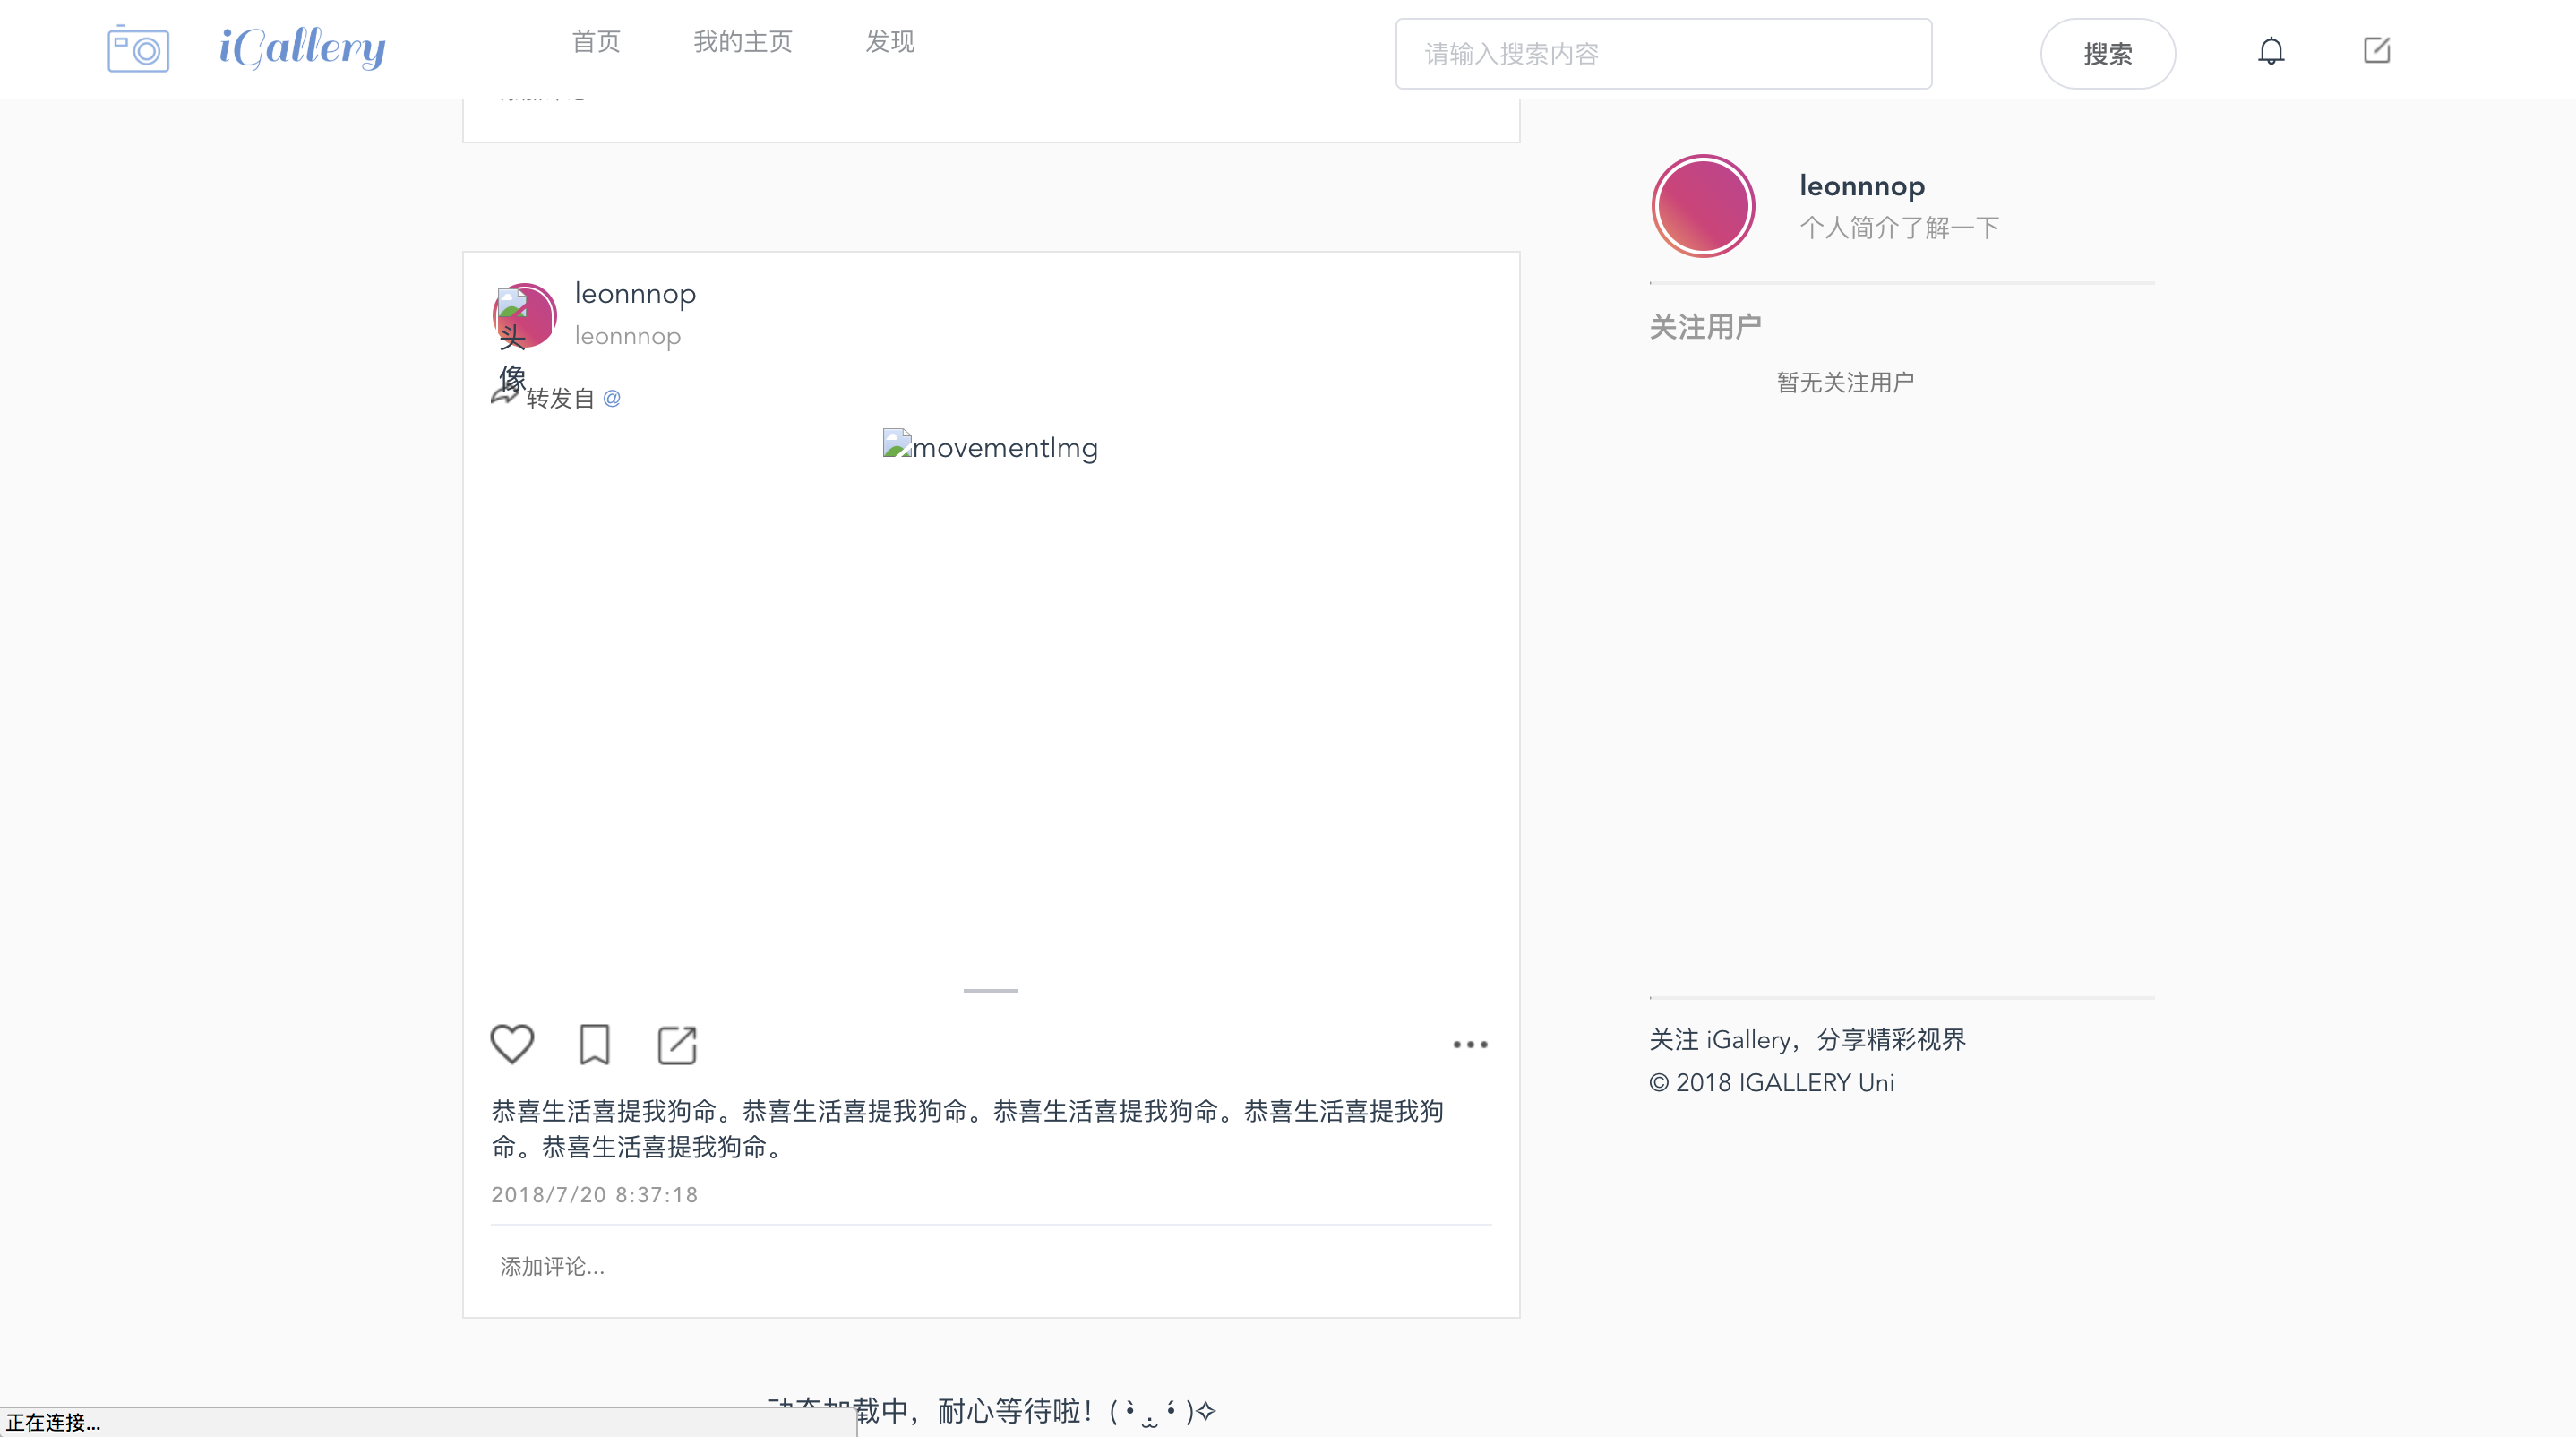 iGallery
首页
我的主页
发现
请输入搜索内容
搜索
leonnnop
个人简介了解一下
关注用户
暂无关注用户
leonnnop
leonnnop
头
像
转发自 @
movementImg
恭喜生活喜提我狗命。恭喜生活喜提我狗命。恭喜生活喜提我狗命。恭喜生活喜提我狗
命。恭喜生活喜提我狗命。
2018/7/20 8:37:18
添加评论...
关注 iGallery，分享精彩视界
© 2018 IGALLERY Uni
载中，耐心等待啦！(•̀ ̫•́ )✧
正在连接...